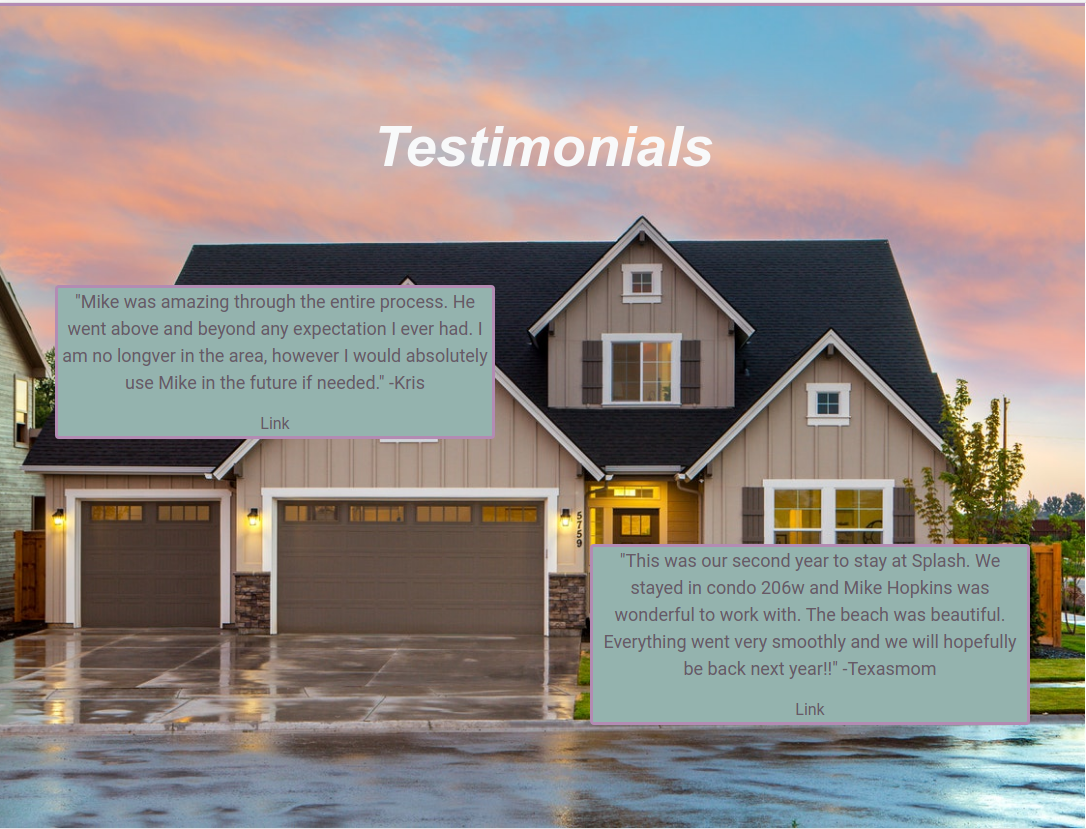 Testimonials
"Mike was amazing through the entire process. He
went above and beyond any expectation I ever had. I
am no longver in the area, however I would absolutely
use Mike in the future if needed." -Kris
Link
5759
"This was our second year to stay at Splash. We
stayed in condo 206w and Mike Hopkins was
wonderful to work with. The beach was beautiful.
Everything went very smoothly and we will hopefully
be back next year!!" -Texasmom
Link